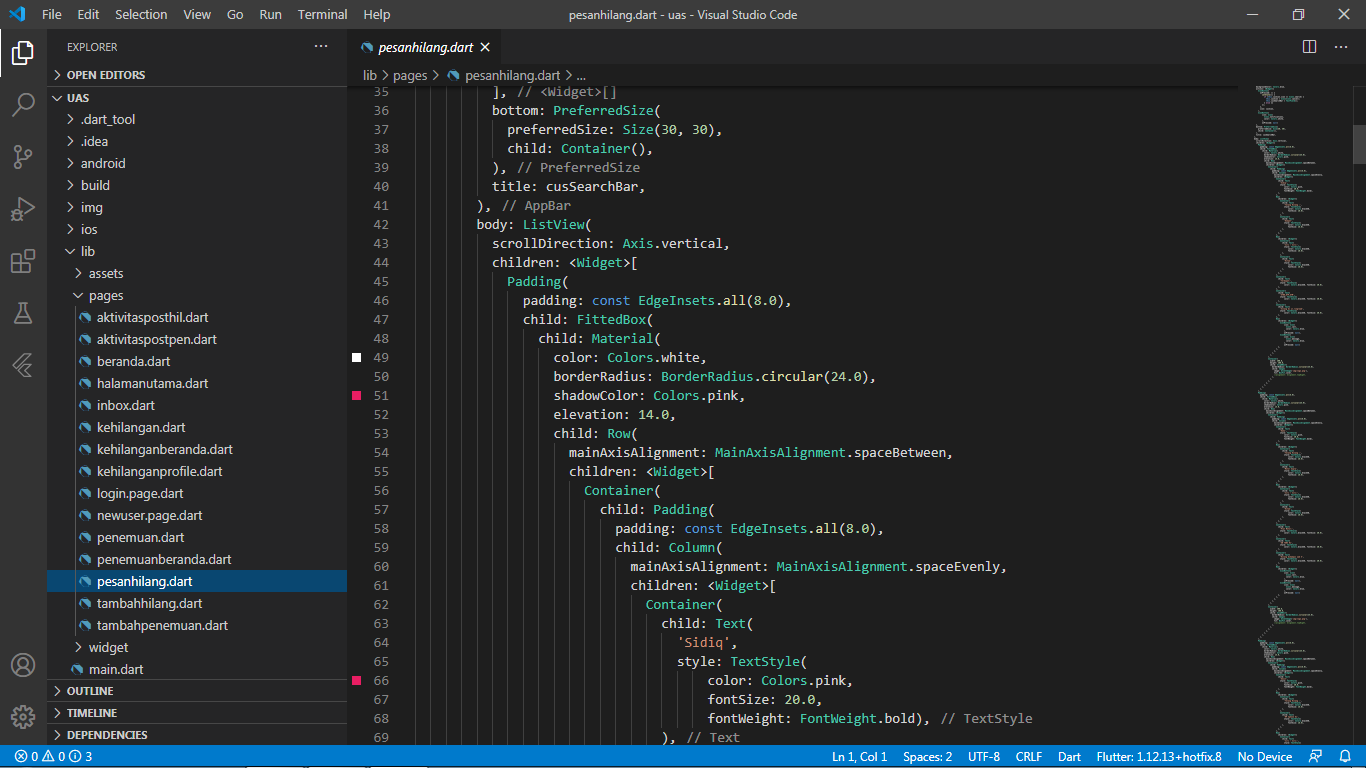 File Edit Selection View Go Run Terminal Help
pesanhilang.dart - uas - Visual Studio Code
EXPLORER
OPEN EDITORS
UAS
.dart_tool
.idea
android
build
img
ios
lib
assets
pages
aktivitasposthil.dart
aktivitaspostpen.dart
beranda.dart
halamanutama.dart
inbox.dart
kehilangan.dart
kehilanganberanda.dart
kehilanganprofile.dart
login.page.dart
newuser.page.dart
penemuan.dart
penemuanberanda.dart
pesanhilang.dart
tambahhilang.dart
tambahpenemuan.dart
widget
main.dart
OUTLINE
TIMELINE
DEPENDENCIES
pesanhilang.dart
lib > pages > pesanhilang.dart > ...
35 ], // <Widget>[]
36 bottom: PreferredSize(
37 preferredSize: Size(30, 30),
38 child: Container(),
39 ), // PreferredSize
40 title: cusSearchBar,
41 ), // AppBar
42 body: ListView(
43 scrollDirection: Axis.vertical,
44 children: <Widget>[
45 Padding(
46 padding: const EdgeInsets.all(8.0),
47 child: FittedBox(
48 child: Material(
49 color: Colors.white,
50 borderRadius: BorderRadius.circular(24.0),
51 shadowColor: Colors.pink,
52 elevation: 14.0,
53 child: Row(
54 mainAxisAlignment: MainAxisAlignment.spaceBetween,
55 children: <Widget>[
56 Container(
57 child: Padding(
58 padding: const EdgeInsets.all(8.0),
59 child: Column(
60 mainAxisAlignment: MainAxisAlignment.spaceEvenly,
61 children: <Widget>[
62 Container(
63 child: Text(
64 'Sidiq',
65 style: TextStyle(
66 color: Colors.pink,
67 fontSize: 20.0,
68 fontWeight: FontWeight.bold), // TextStyle
69 ), // Text
0 0 3
Ln 1, Col 1 Spaces: 2 UTF-8 CRLF Dart Flutter: 1.12.13+hotfix.8 No Device